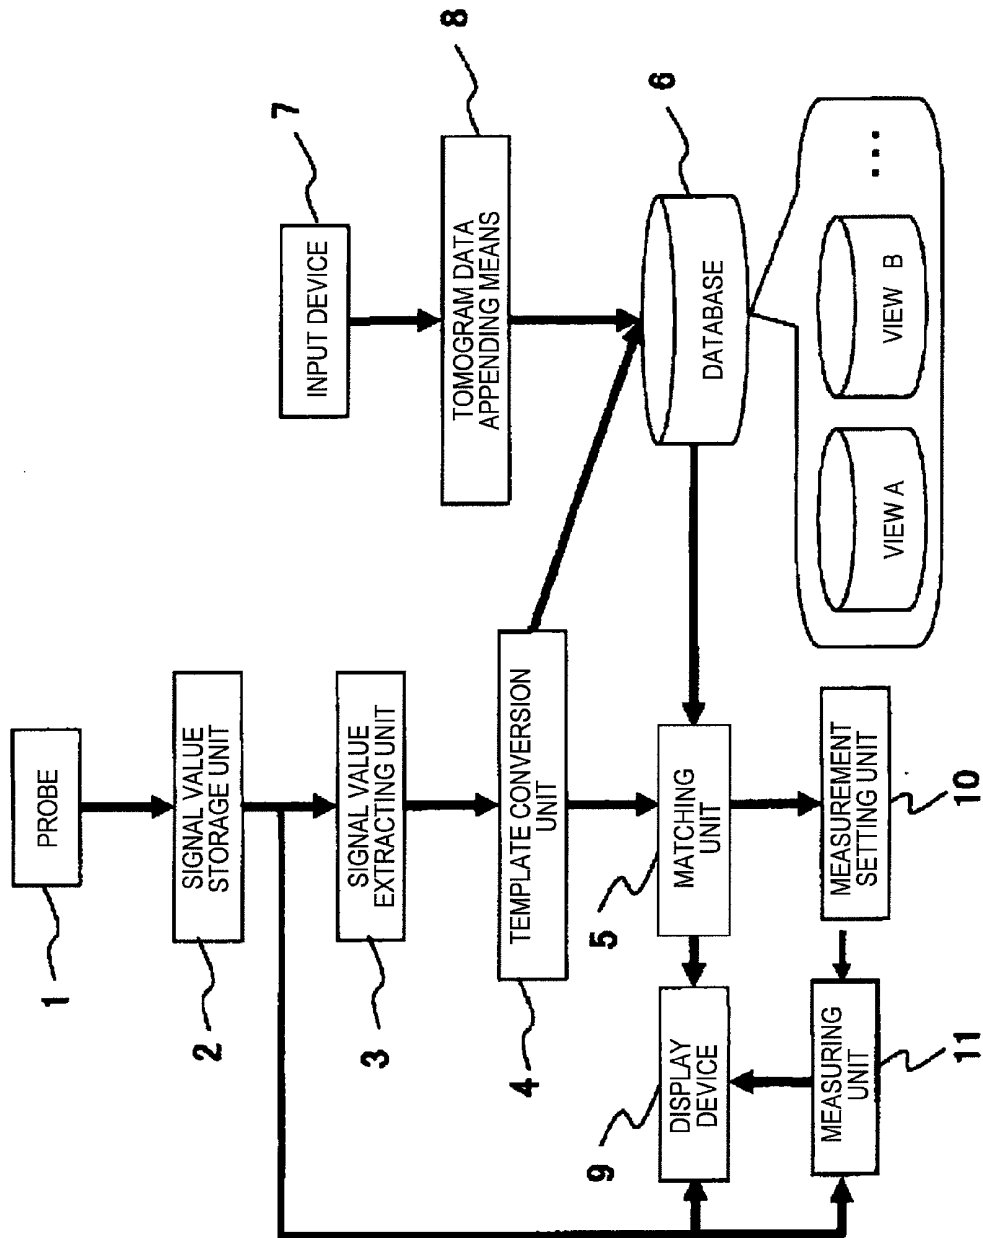 1
PROBE
2
SIGNAL VALUE
STORAGE UNIT
3
SIGNAL VALUE
EXTRACTING UNIT
4
TEMPLATE CONVERSION
UNIT
5
MATCHING
UNIT
9
DISPLAY
DEVICE
MEASUREMENT
SETTING UNIT
10
MEASURING
UNIT
11
7
INPUT DEVICE
8
TOMOGRAM DATA
APPENDING MEANS
6
DATABASE
VIEW A
VIEW B
...